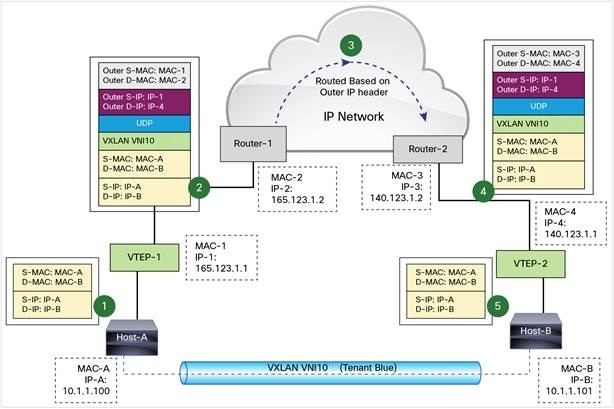 Outer S-MAC: MAC-1
Outer D-MAC: MAC-2
Outer S-IP: IP-1
Outer D-IP: IP-4
UDP
VXLAN VNI10
S-MAC: MAC-A
D-MAC: MAC-B
S-IP: IP-A
D-IP: IP-B
2
3
Routed Based on
Outer IP header
IP Network
Router-1
Router-2
MAC-2
IP-2:
165.123.1.2
MAC-3
IP-3:
140.123.1.2
Outer S-MAC: MAC-3
Outer D-MAC: MAC-4
Outer S-IP: IP-1
Outer D-IP: IP-4
UDP
VXLAN VNI10
S-MAC: MAC-A
D-MAC: MAC-B
S-IP: IP-A
D-IP: IP-B
4
MAC-1
IP-1:
165.123.1.1
VTEP-1
MAC-4
IP-4:
140.123.1.1
VTEP-2
S-MAC: MAC-A
D-MAC: MAC-B
S-IP: IP-A
D-IP: IP-B
1
Host-A
S-MAC: MAC-A
D-MAC: MAC-B
S-IP: IP-A
D-IP: IP-B
5
Host-B
MAC-A
IP-A:
10.1.1.100
VXLAN VNI10 (Tenant Blue)
MAC-B
IP-B:
10.1.1.101